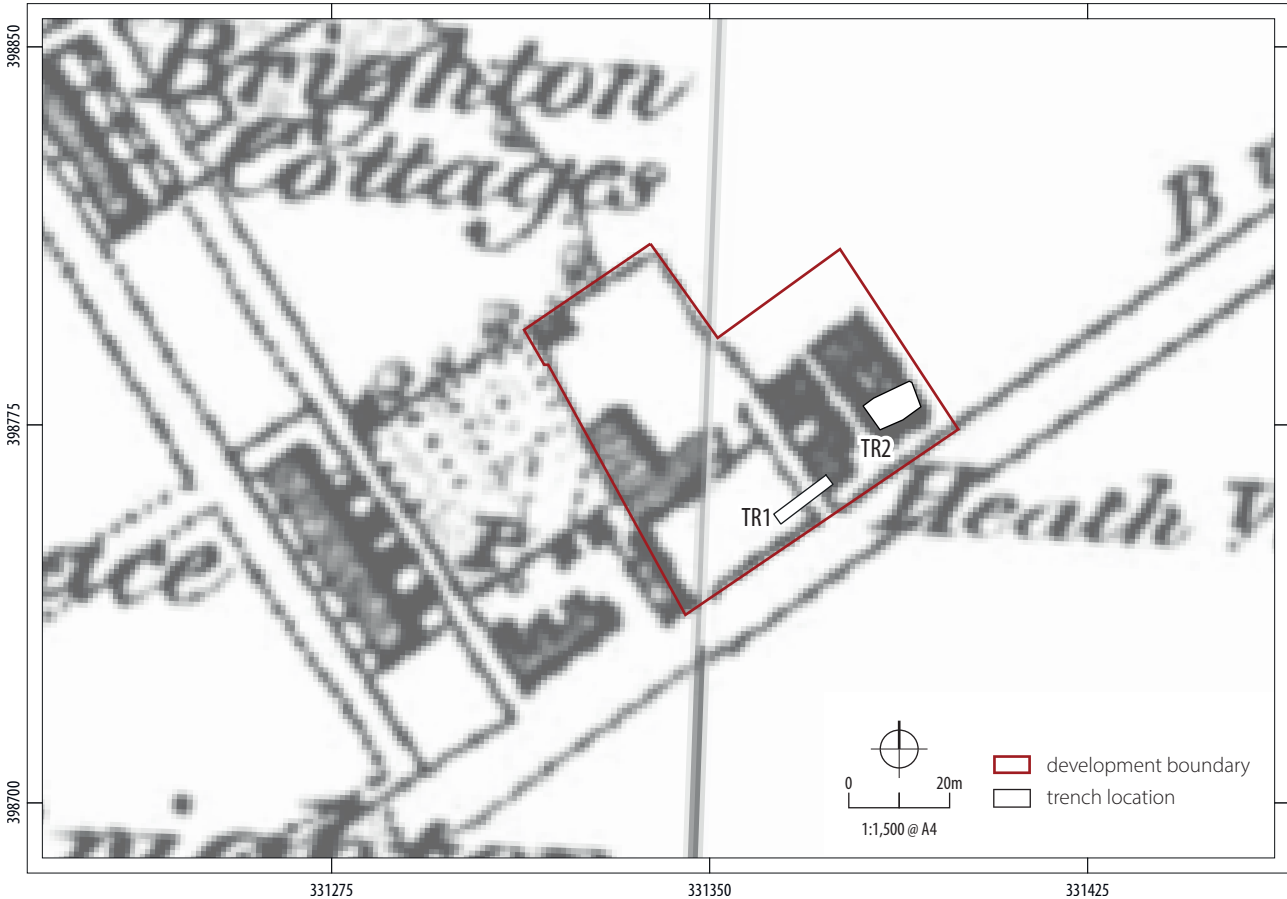 398850
398775
398700
Brighton
Cottages
B
Heath
P
TR2
TR1
0 20m
1:1,500 @ A4
development boundary
trench location
331275
331350
331425